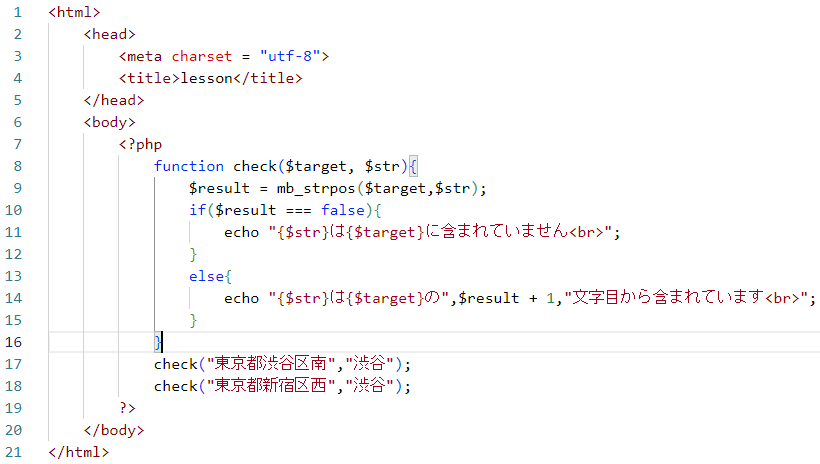 1 <html>
2 <head>
3 <meta charset = "utf-8">
4 <title>lesson</title>
5 </head>
6 <body>
7 <?php
8 function check($target, $str){
9 $result = mb_strpos($target,$str);
10 if($result === false){
11 echo "{$str}は{$target}に含まれていません<br>";
12 }
13 else{
14 echo "{$str}は{$target}の",$result + 1,"文字目から含まれています<br>";
15 }
16 }
17 check("東京都渋谷区南","渋谷");
18 check("東京都新宿区西","渋谷");
19 ?>
20 </body>
21 </html>